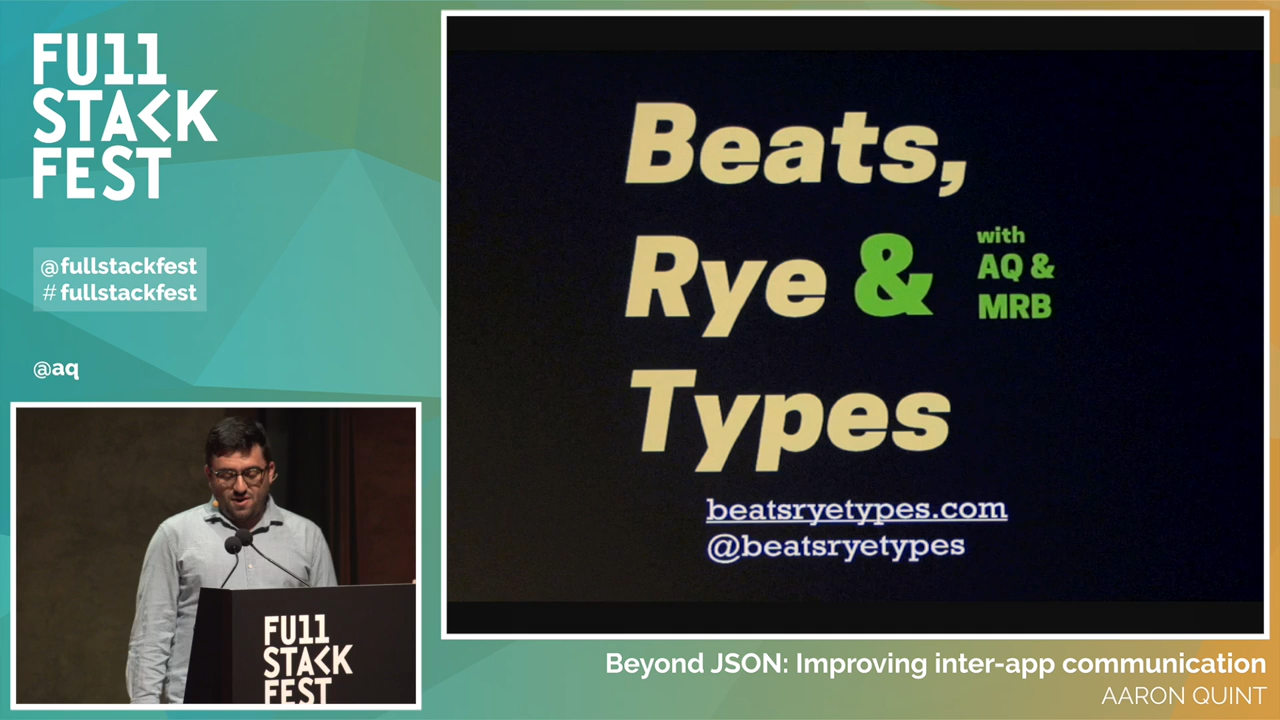 FU11
STACK
FEST
@fullstackfest
# fullstackfest
@aq
Beats,
Rye &
with
AQ &
MRB
Types
beatsryetypes.com
@beatsryetypes
FU11
STACK
FEST
Beyond JSON: Improving inter-app communication
AARON QUINT